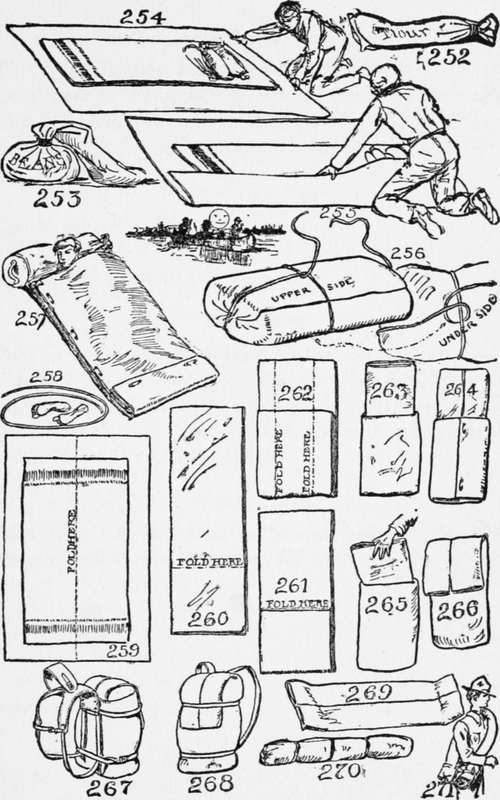 254
Flour
252
BEANS
253
255
256
UPPER SIDE
UNDER SIDE
257
258
262
FOLD HERE
FOLD HERE
263
264
FOLD HERE
259
FOLD HERE
260
261
FOLD HERE
265
266
267
268
269
270
271